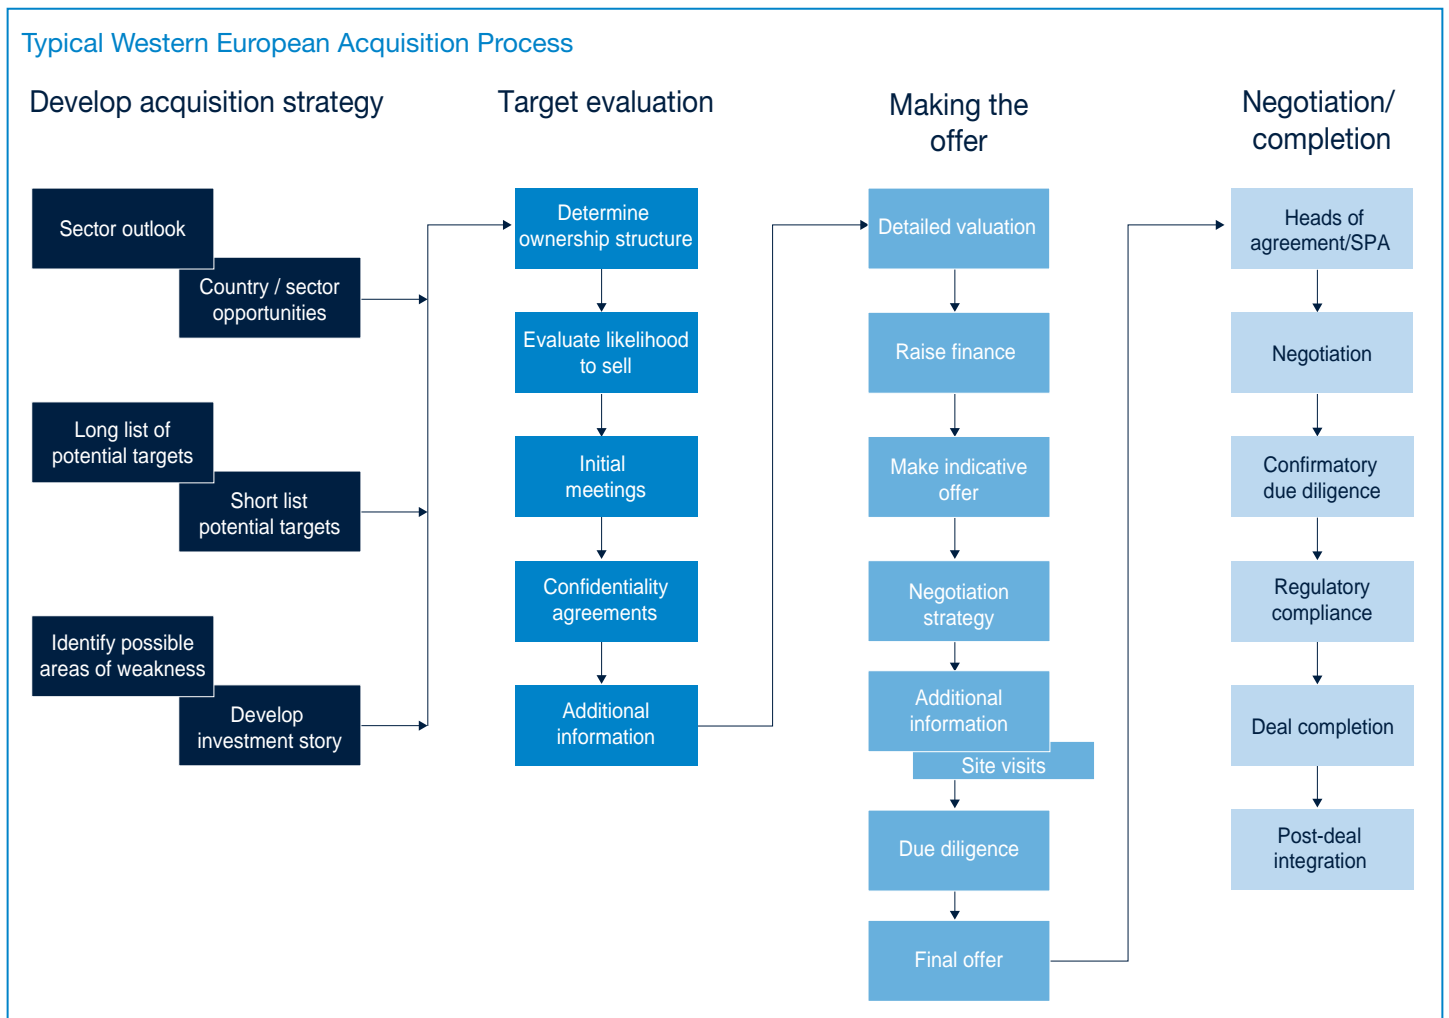 Typical Western European Acquisition Process
Develop acquisition strategy
Sector outlook
Country / sector
opportunities
Long list of
potential targets
Short list
potential targets
Identify possible
areas of weakness
Develop
investment story
Target evaluation
Determine
ownership structure
Evaluate likelihood
to sell
Initial
meetings
Confidentiality
agreements
Additional
information
Making the
offer
Detailed valuation
Raise finance
Make indicative
offer
Negotiation
strategy
Additional
information
Site visits
Due diligence
Final offer
Negotiation/
completion
Heads of
agreement/SPA
Negotiation
Confirmatory
due diligence
Regulatory
compliance
Deal completion
Post-deal
integration